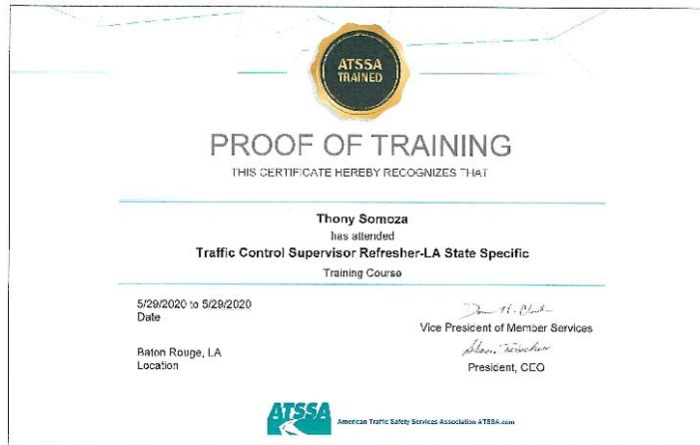 ATSSA
TRAINED
PROOF OF TRAINING
THIS CERTIFICATE HEREBY RECOGNIZES THAT
Thony Somoza
has attended
Traffic Control Supervisor Refresher-LA State Specific
Training Course
5/29/2020 to 5/29/2020
Date
Vice President of Member Services
Baton Rouge, LA
Location
President, CEO
ATSSA
American Traffic Safety Services Association ATSSA.com